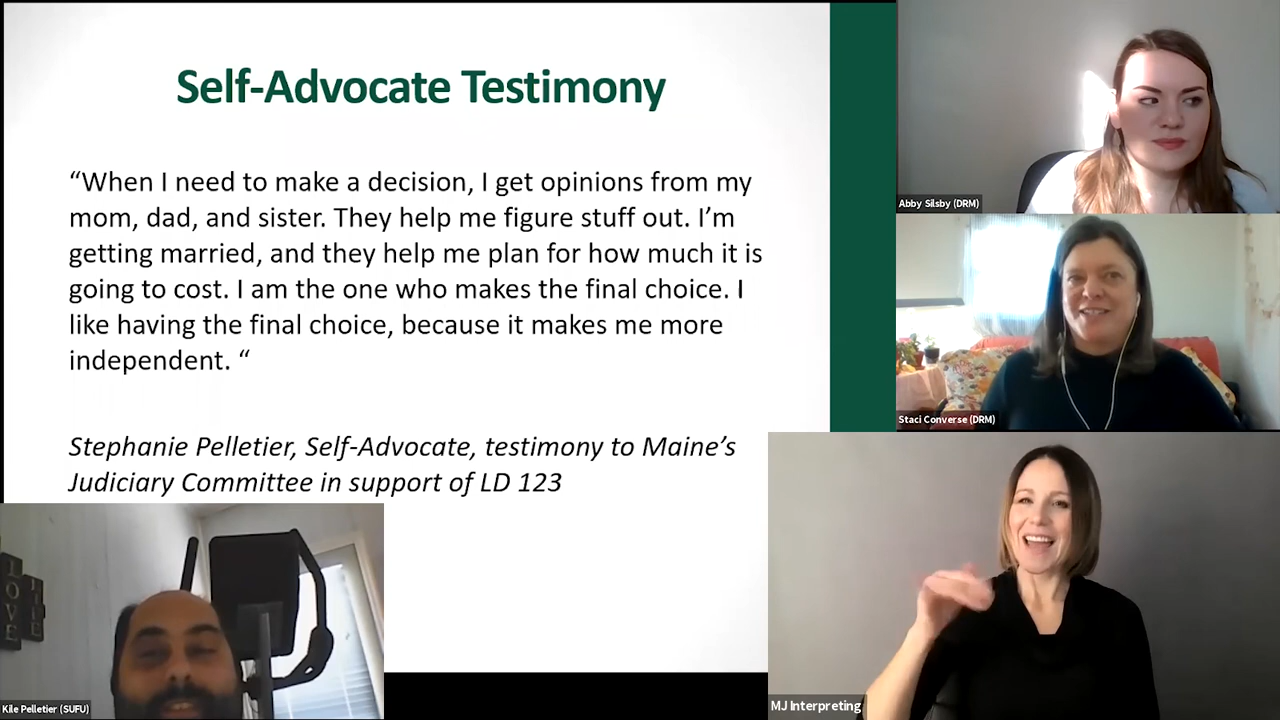 Self-Advocate Testimony
“When I need to make a decision, I get opinions from my
mom, dad, and sister. They help me figure stuff out. I’m
getting married, and they help me plan for how much it is
going to cost. I am the one who makes the final choice. I
like having the final choice, because it makes me more
independent. “
Stephanie Pelletier, Self-Advocate, testimony to Maine’s
Judiciary Committee in support of LD 123
Abby Silsby (DRM)
Staci Converse (DRM)
LOVE
Kile Pelletier (SUFU)
MJ Interpreting